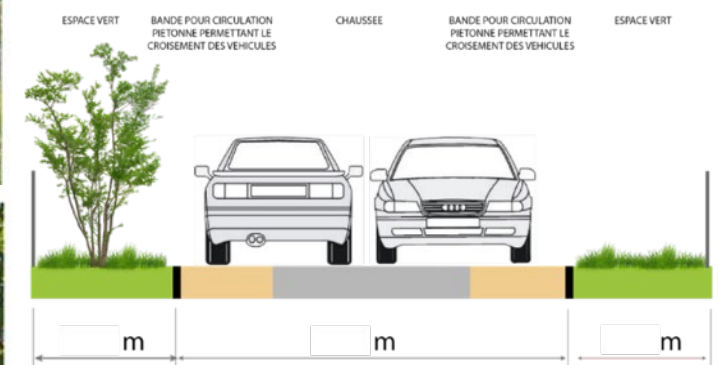 ESPACE VERT
BANDE POUR CIRCULATION
PIETONNE PERMETTANT LE
CROISEMENT DES VEHICULES
CHAUSSEE
BANDE POUR CIRCULATION
PIETONNE PERMETTANT LE
CROISEMENT DES VEHICULES
ESPACE VERT
m
m
m